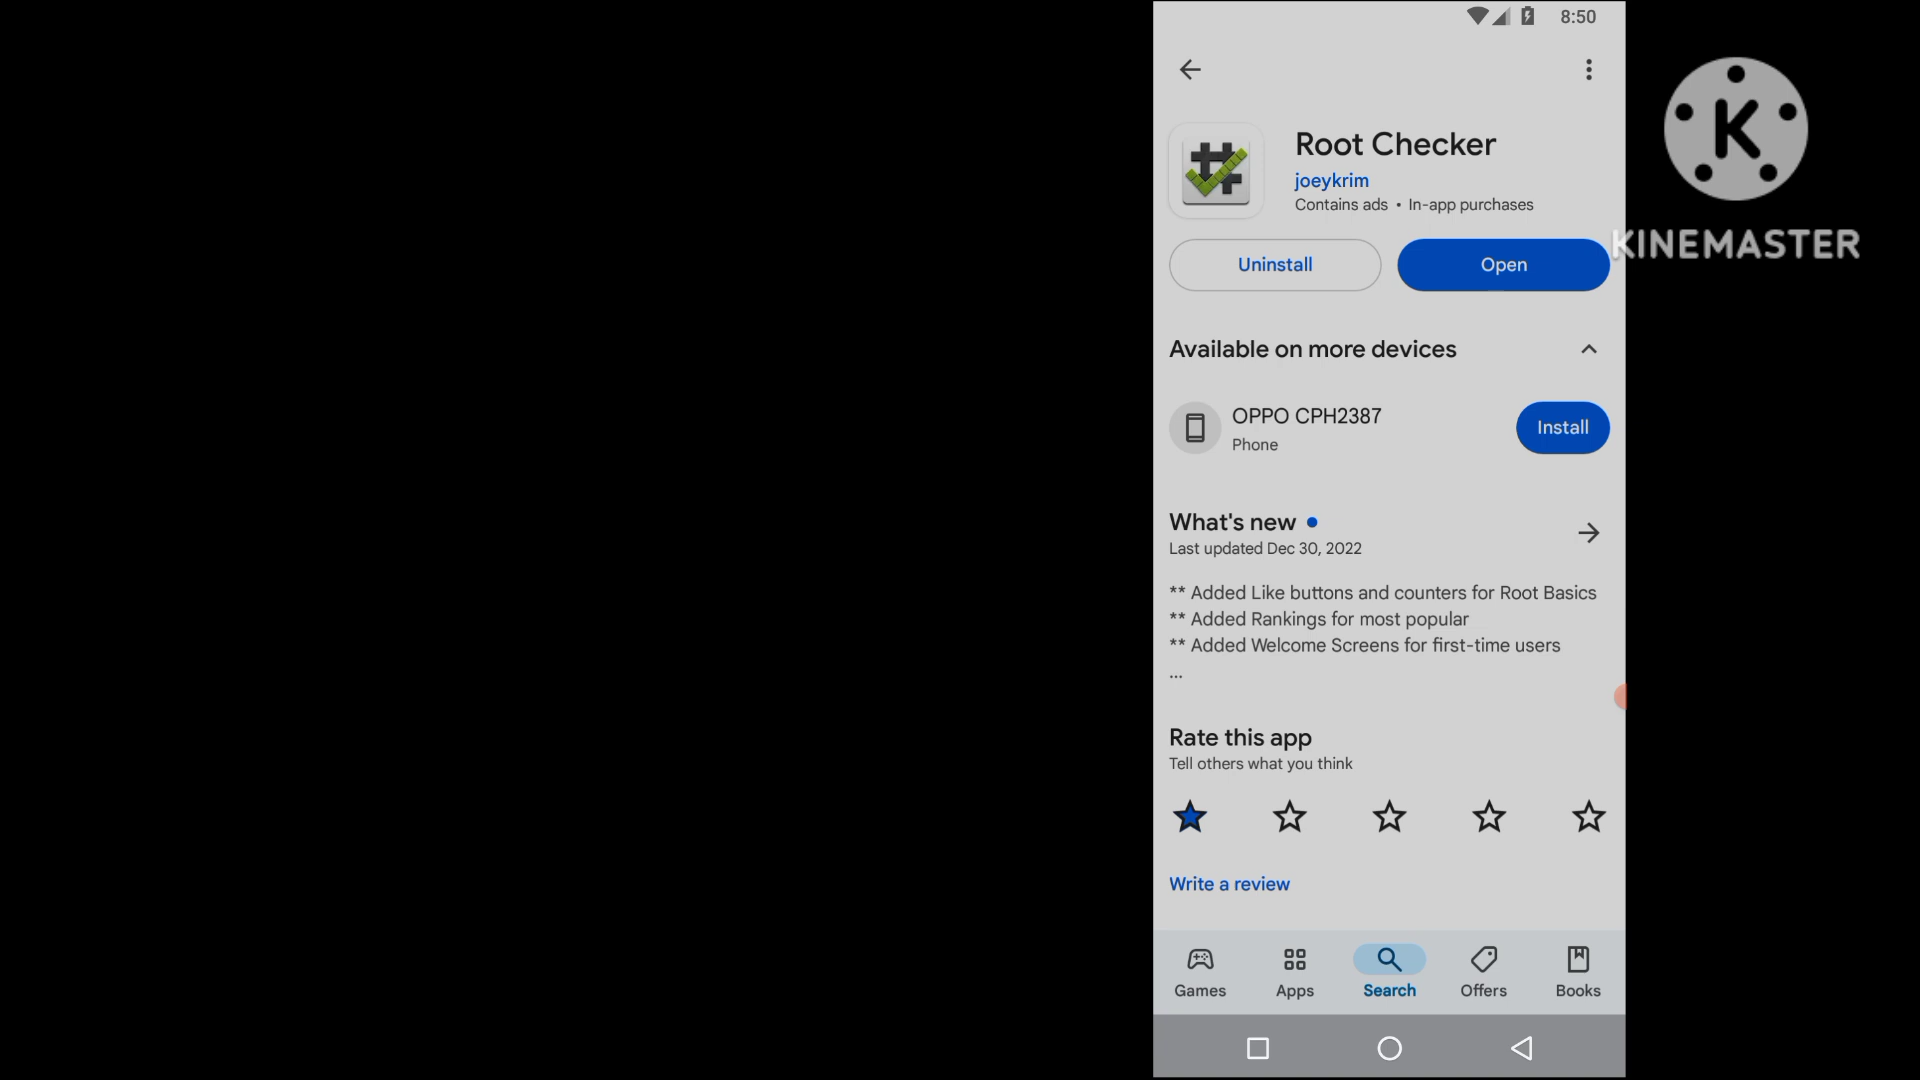 8:50
Root Checker
joeykrim
Contains ads • In-app purchases
Uninstall
Open
KINEMASTER
Available on more devices
OPPO CPH2387
Phone
Install
What's new
Last updated Dec 30, 2022
** Added Like buttons and counters for Root Basics
** Added Rankings for most popular
** Added Welcome Screens for first-time users
...
Rate this app
Tell others what you think
Write a review
Games
Apps
Search
Offers
Books